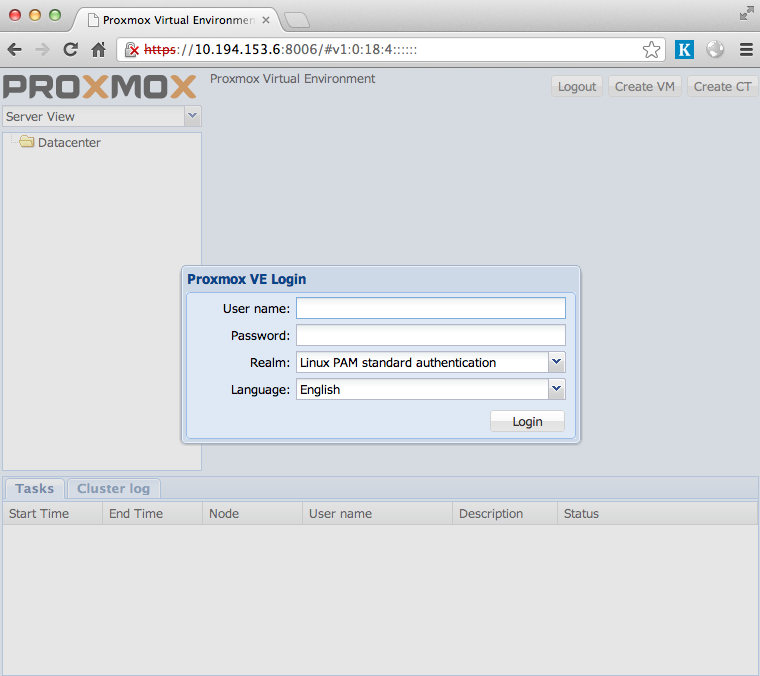 Proxmox Virtual Environmen
https://10.194.153.6:8006/#v1:0:18:4::::::
K
PROXMOX
Proxmox Virtual Environment
Logout
Create VM
Create CT
Server View
Datacenter
Proxmox VE Login
User name:
Password:
Realm: Linux PAM standard authentication
Language: English
Login
Tasks
Cluster log
Start Time
End Time
Node
User name
Description
Status